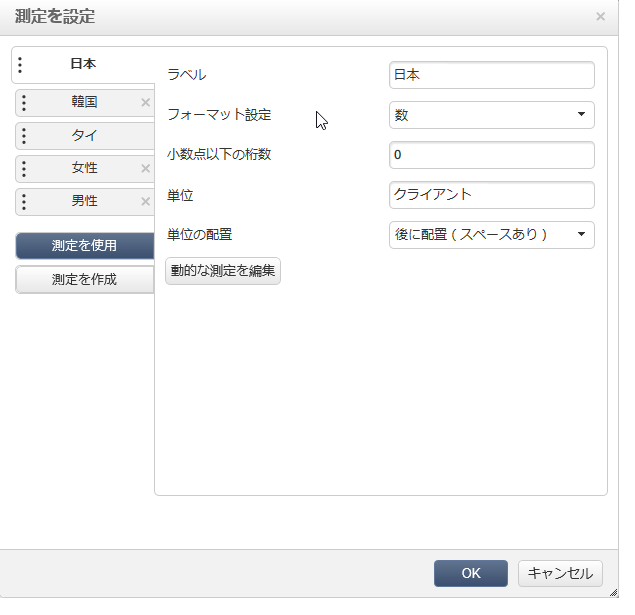 測定を設定
日本
韓国
タイ
女性
男性
測定を使用
測定を作成
ラベル 日本
フォーマット設定 数
小数点以下の桁数 0
単位 クライアント
単位の配置 後に配置 ( スペースあり )
動的な測定を編集
OK キャンセル